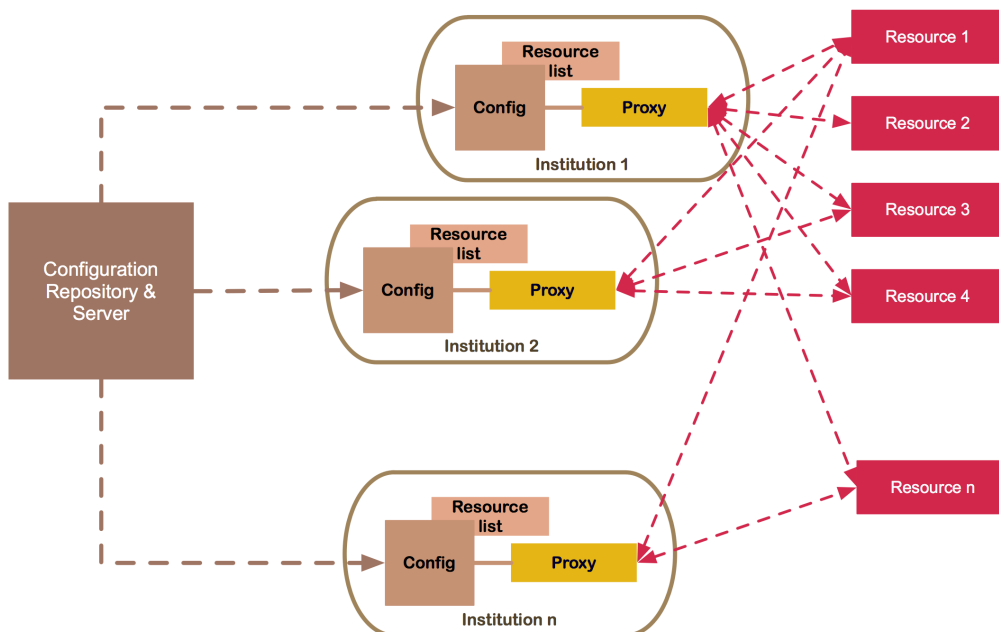 Resource
list
Config
Proxy
Institution 1
Resource 1
Resource 2
Resource 3
Resource 4
Resource n
Configuration
Repository &
Server
Resource
list
Config
Proxy
Institution 2
Resource
list
Config
Proxy
Institution n